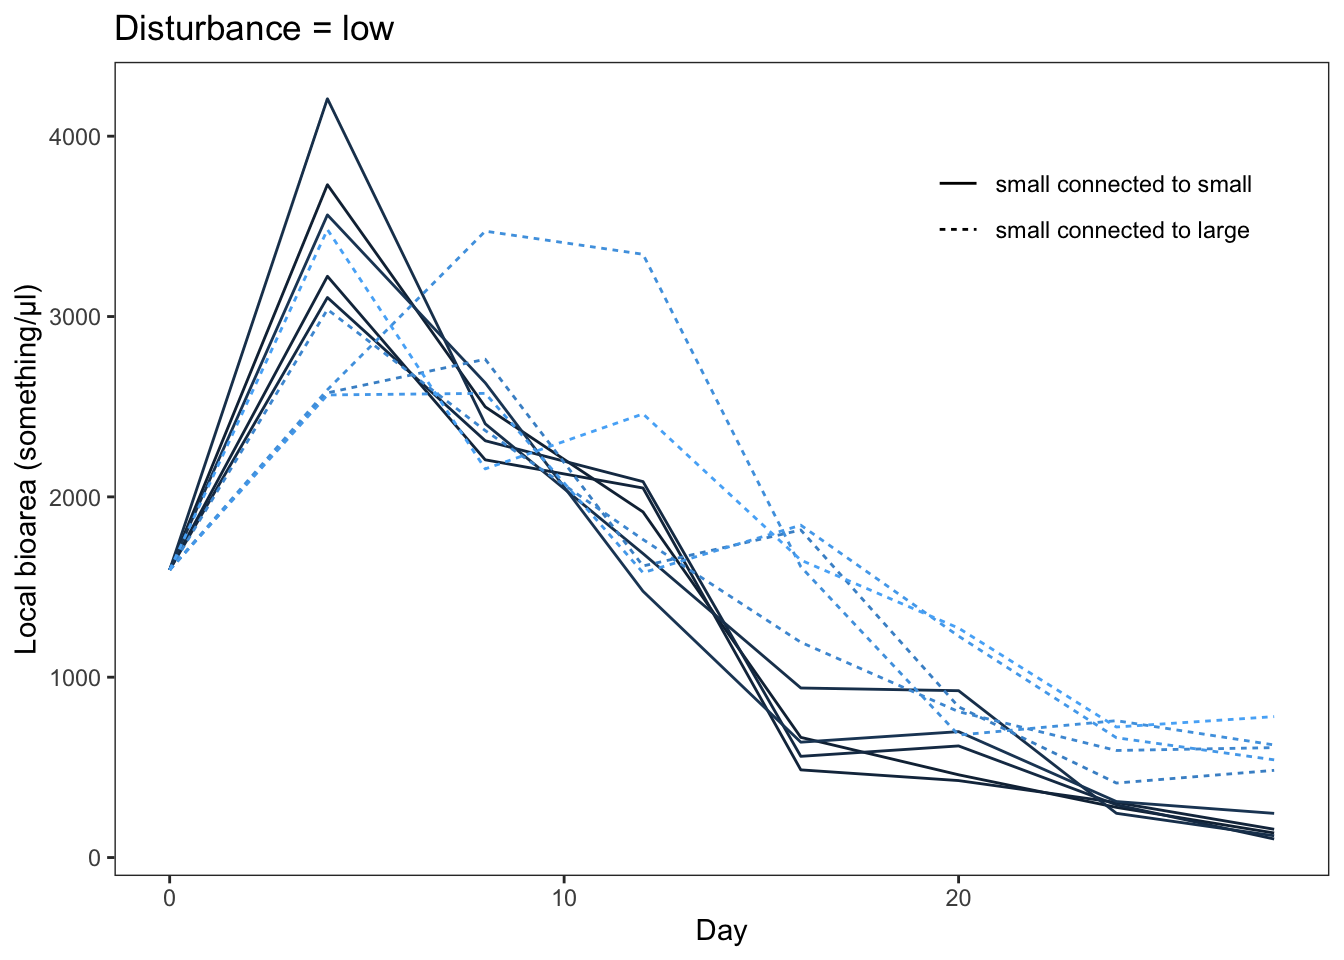 Disturbance = low
4000
3000
2000
1000
0
Local bioarea (something/µl)
small connected to small
small connected to large
0
10
20
Day